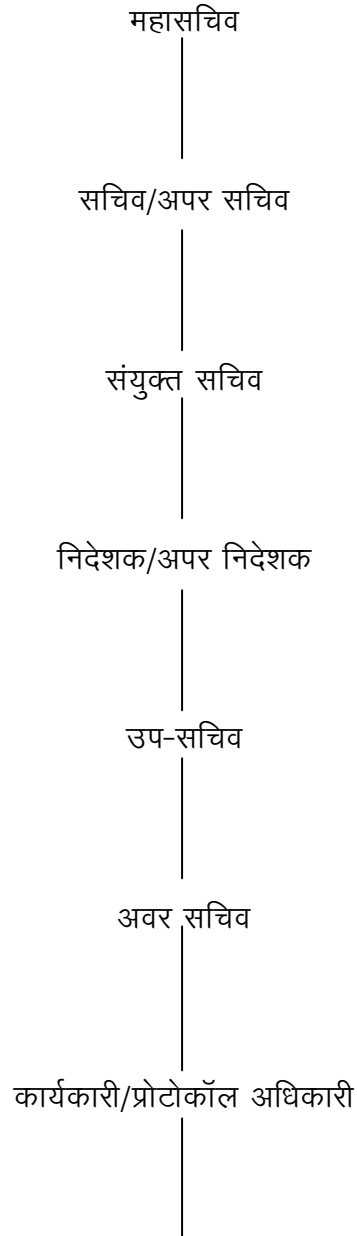 महासचिव
सचिव/अपर सचिव
संयुक्त सचिव
निदेशक/अपर निदेशक
उप-सचिव
अवर सचिव
कार्यकारी/प्रोटोकॉल अधिकारी